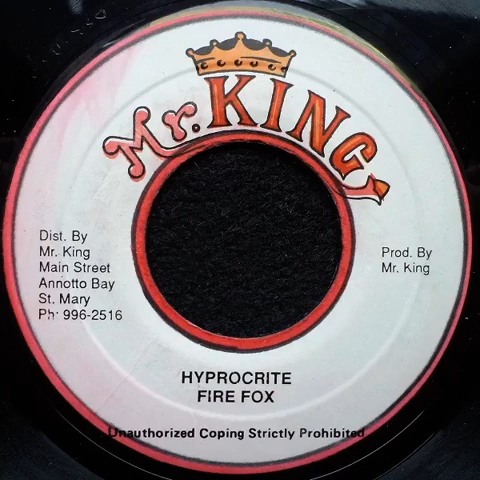 Mr. KING
Dist. By
Mr. King
Main Street
Annotto Bay
St. Mary
Ph: 996-2516
Prod. By
Mr. King
HYPROCRITE
FIRE FOX
Unauthorized Coping Strictly Prohibited